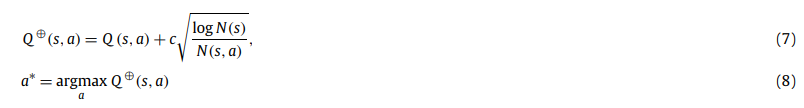 Q⊕(s, a) = Q (s, a) + c√(log N(s) / N(s, a)), (7)
a* = argmax_a Q⊕(s, a) (8)